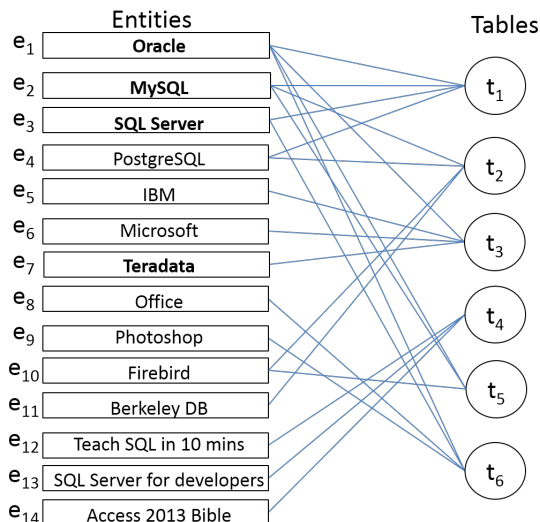 Entities
Tables
e1 Oracle
e2 MySQL
e3 SQL Server
e4 PostgreSQL
e5 IBM
e6 Microsoft
e7 Teradata
e8 Office
e9 Photoshop
e10 Firebird
e11 Berkeley DB
e12 Teach SQL in 10 mins
e13 SQL Server for developers
e14 Access 2013 Bible
t1
t2
t3
t4
t5
t6